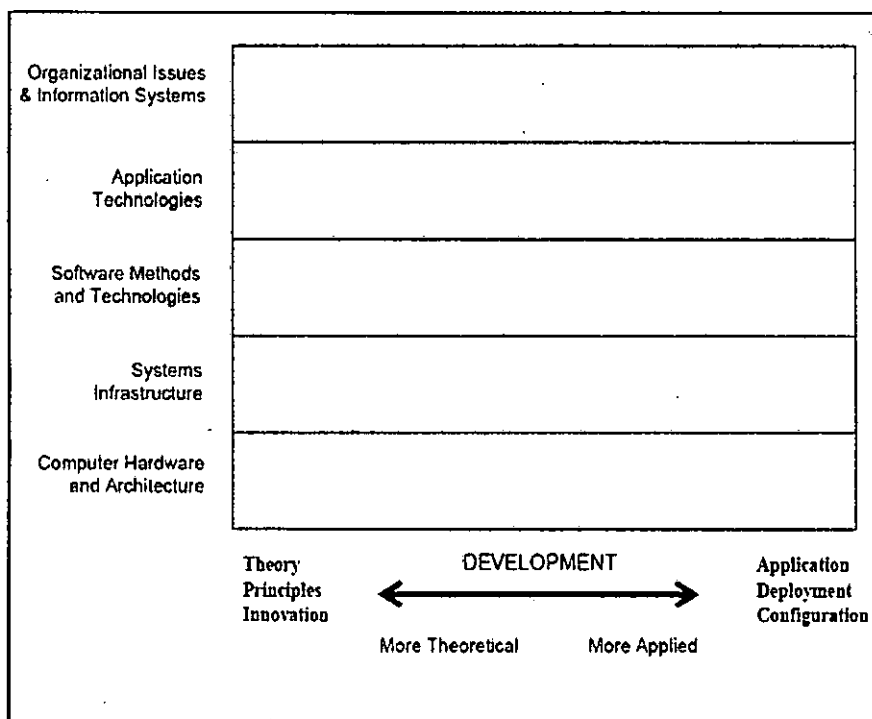 Organizational Issues
& Information Systems
Application
Technologies
Software Methods
and Technologies
Systems
Infrastructure
Computer Hardware
and Architecture
Theory
Principles
Innovation
DEVELOPMENT
More Theoretical
More Applied
Application
Deployment
Configuration